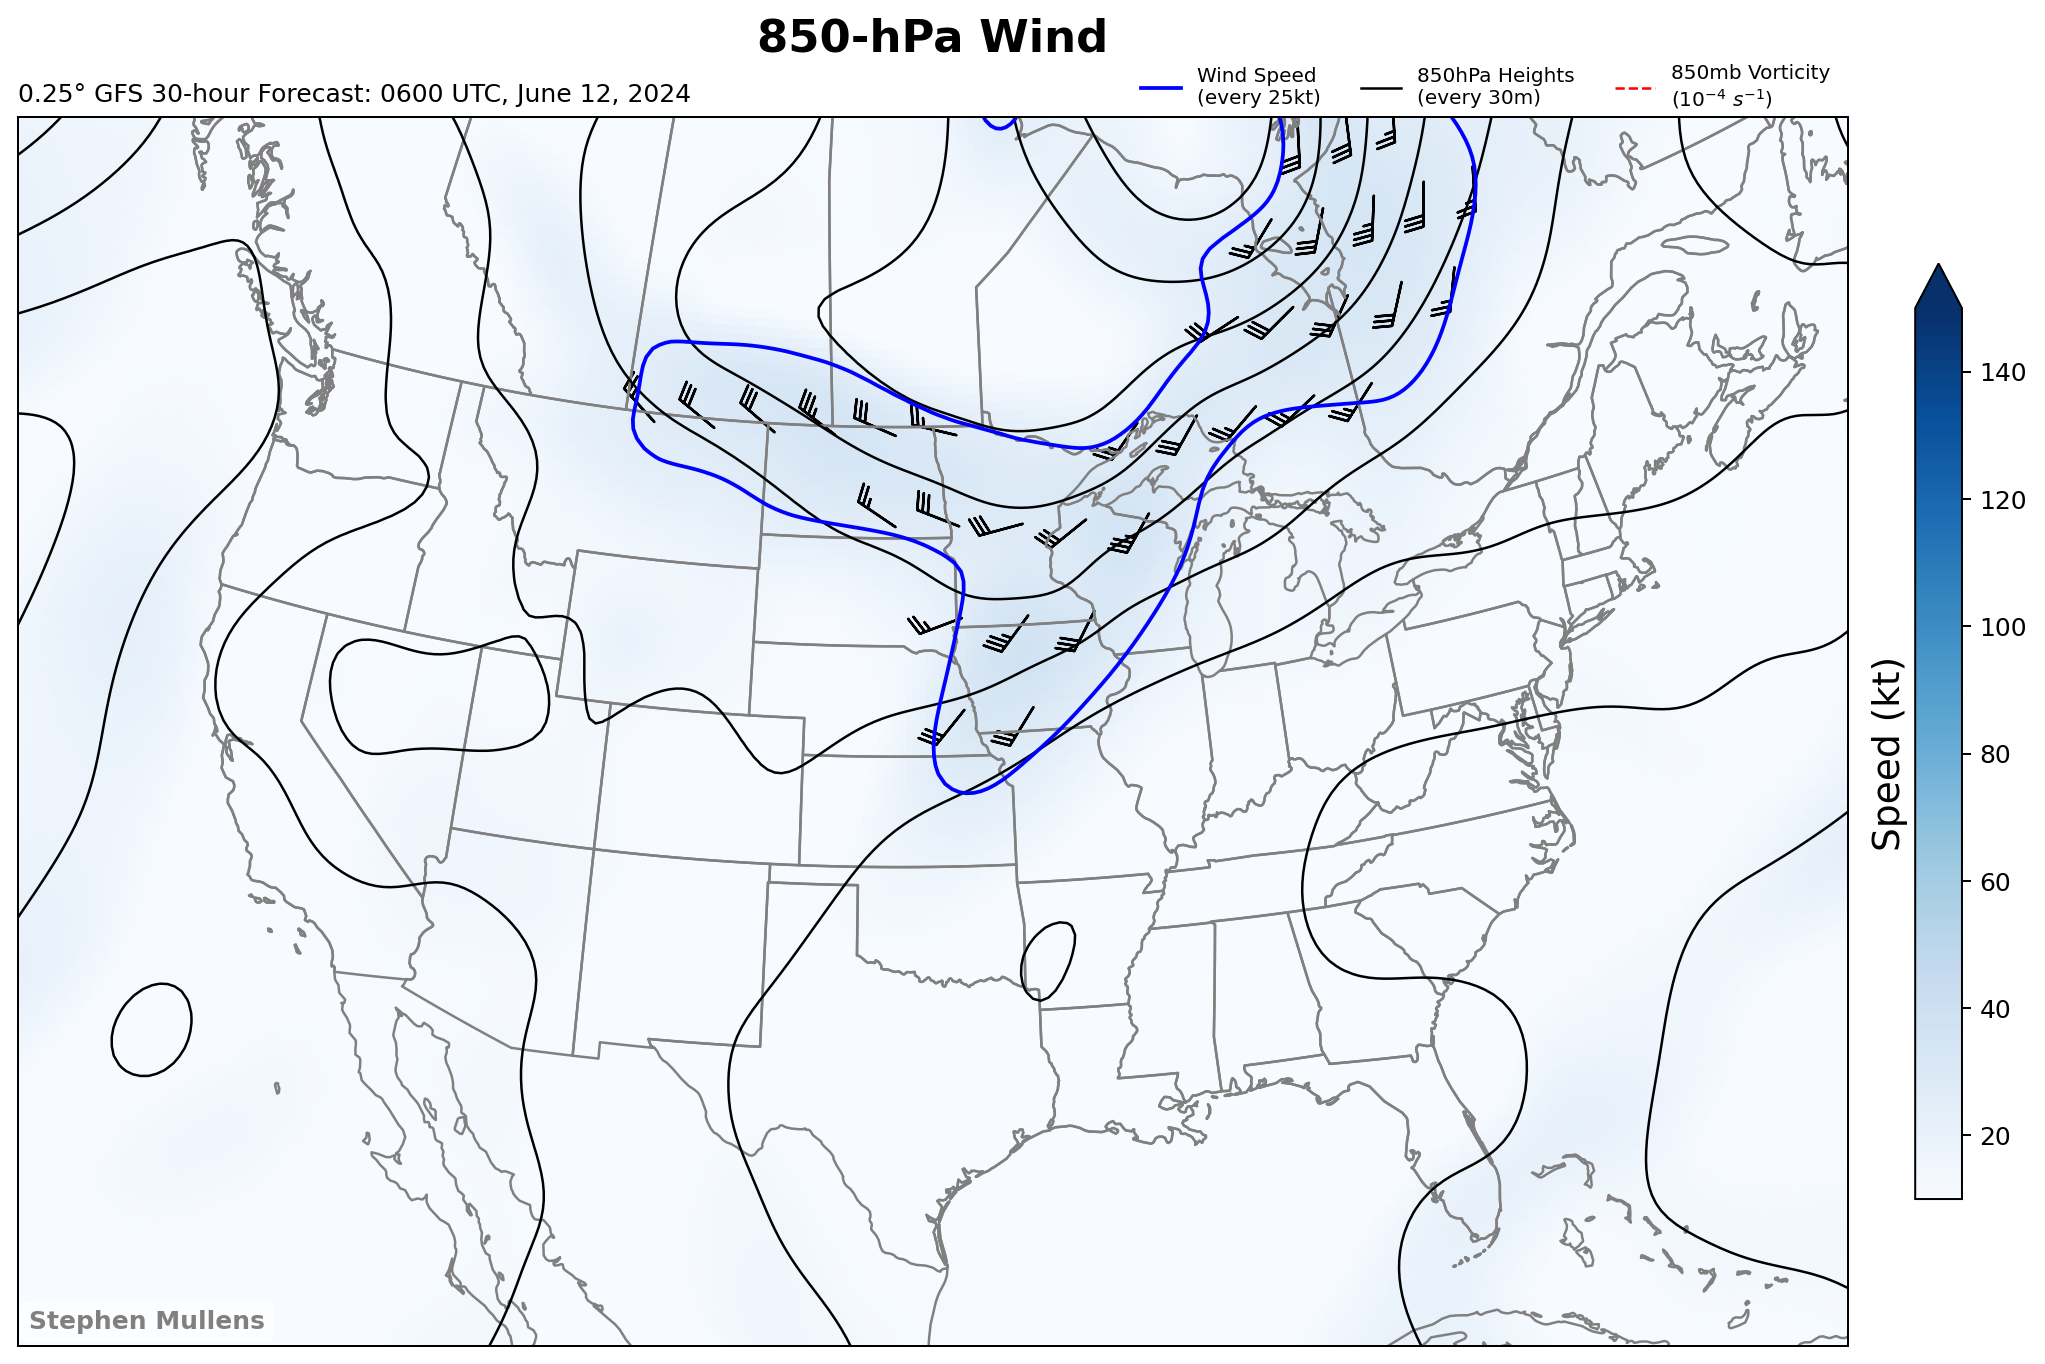 850-hPa Wind
0.25° GFS 30-hour Forecast: 0600 UTC, June 12, 2024
Wind Speed
(every 25kt)
850hPa Heights
(every 30m)
850mb Vorticity
(10⁻⁴ s⁻¹)
140
120
100
80
60
40
20
Speed (kt)
Stephen Mullens